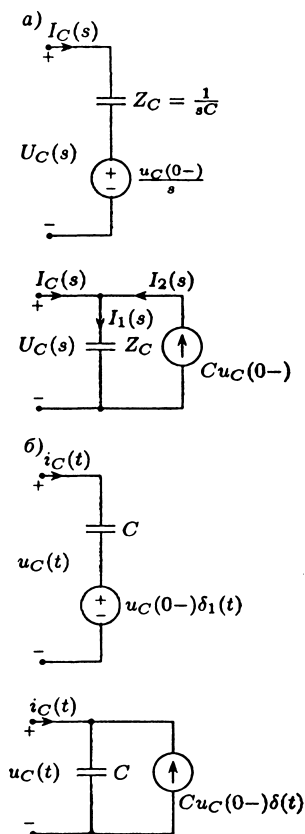 а)
I_C(s)
+
Z_C = 1/sC
U_C(s)
+
−
u_C(0−)/s
−
I_C(s)
I_2(s)
+
I_1(s)
U_C(s)
Z_C
Cu_C(0−)
−
б)
i_C(t)
+
C
u_C(t)
+
−
u_C(0−)δ_1(t)
−
i_C(t)
+
u_C(t)
C
Cu_C(0−)δ(t)
−